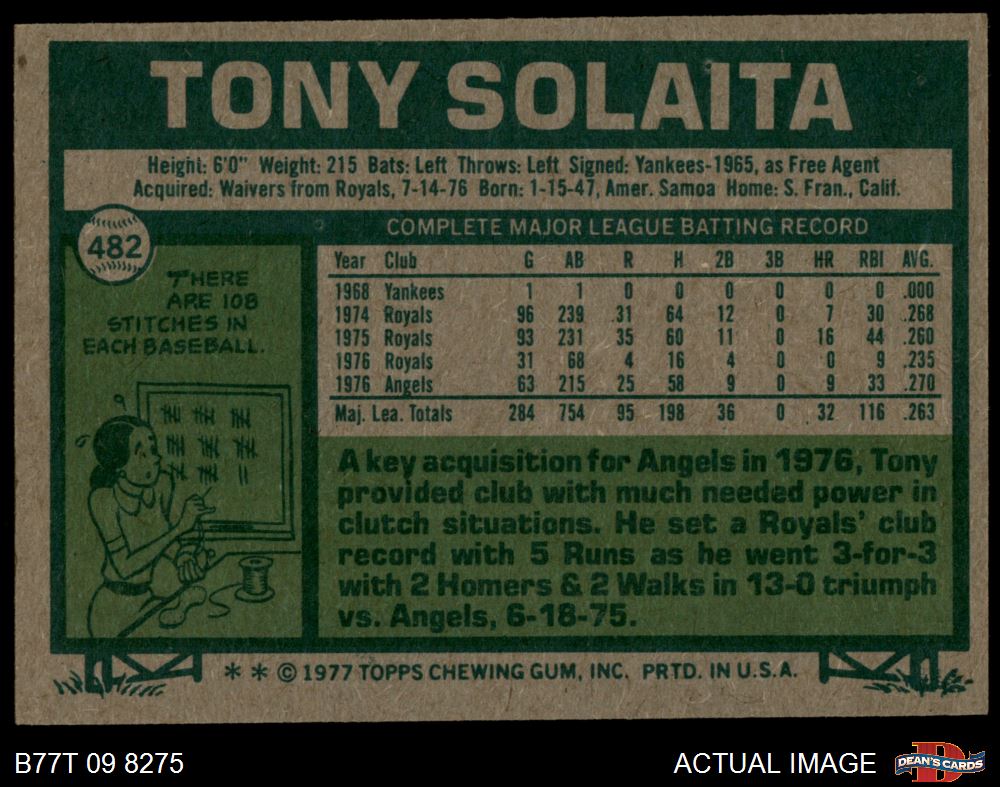 TONY SOLAITA
Height: 6'0" Weight: 215 Bats: Left Throws: Left Signed: Yankees-1965, as Free Agent
Acquired: Waivers from Royals, 7-14-76 Born: 1-15-47, Amer. Samoa Home: S. Fran., Calif.
482
THERE
ARE 108
STITCHES IN
EACH BASEBALL.
COMPLETE MAJOR LEAGUE BATTING RECORD
Year Club G AB R H 2B 3B HR RBI AVG.
1968 Yankees 1 1 0 0 0 0 0 0 .000
1974 Royals 96 239 31 64 12 0 7 30 .268
1975 Royals 93 231 35 60 11 0 16 44 .260
1976 Royals 31 68 4 16 4 0 0 9 .235
1976 Angels 63 215 25 58 9 0 9 33 .270
Maj. Lea. Totals 284 754 95 198 36 0 32 116 .263
A key acquisition for Angels in 1976, Tony
provided club with much needed power in
clutch situations. He set a Royals' club
record with 5 Runs as he went 3-for-3
with 2 Homers & 2 Walks in 13-0 triumph
vs. Angels, 6-18-75.
* * © 1977 TOPPS CHEWING GUM, INC. PRTD. IN U.S.A.
B77T 09 8275
ACTUAL IMAGE
D
DEAN'S CARDS